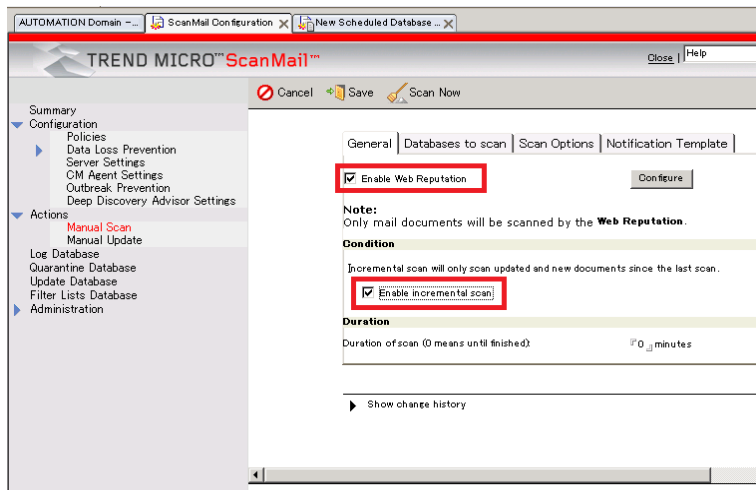 AUTOMATION Domain -... ScanMail Configuration New Scheduled Database ...
TREND MICRO™ScanMail™
Close | Help
Cancel Save Scan Now
Summary
Configuration
Policies
Data Loss Prevention
Server Settings
CM Agent Settings
Outbreak Prevention
Deep Discovery Advisor Settings
Actions
Manual Scan
Manual Update
Log Database
Quarantine Database
Update Database
Filter Lists Database
Administration
General Databases to scan Scan Options Notification Template
Enable Web Reputation Configure
Note:
Only mail documents will be scanned by the Web Reputation.
Condition
Incremental scan will only scan updated and new documents since the last scan.
Enable incremental scan
Duration
Duration of scan (0 means until finished): 0 minutes
Show change history